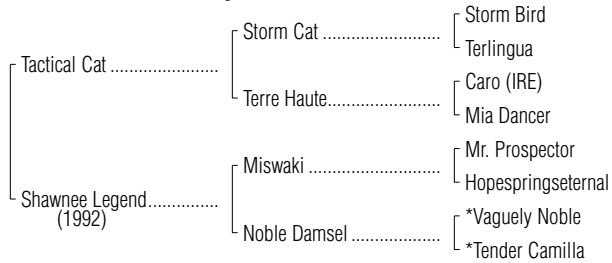 Storm Bird
Storm Cat ........................
Terlingua
Tactical Cat ......................
Caro (IRE)
Terre Haute.......................
Mia Dancer
Mr. Prospector
Miswaki ...........................
Hopespringseternal
Shawnee Legend..............
(1992)
*Vaguely Noble
Noble Damsel ...................
*Tender Camilla